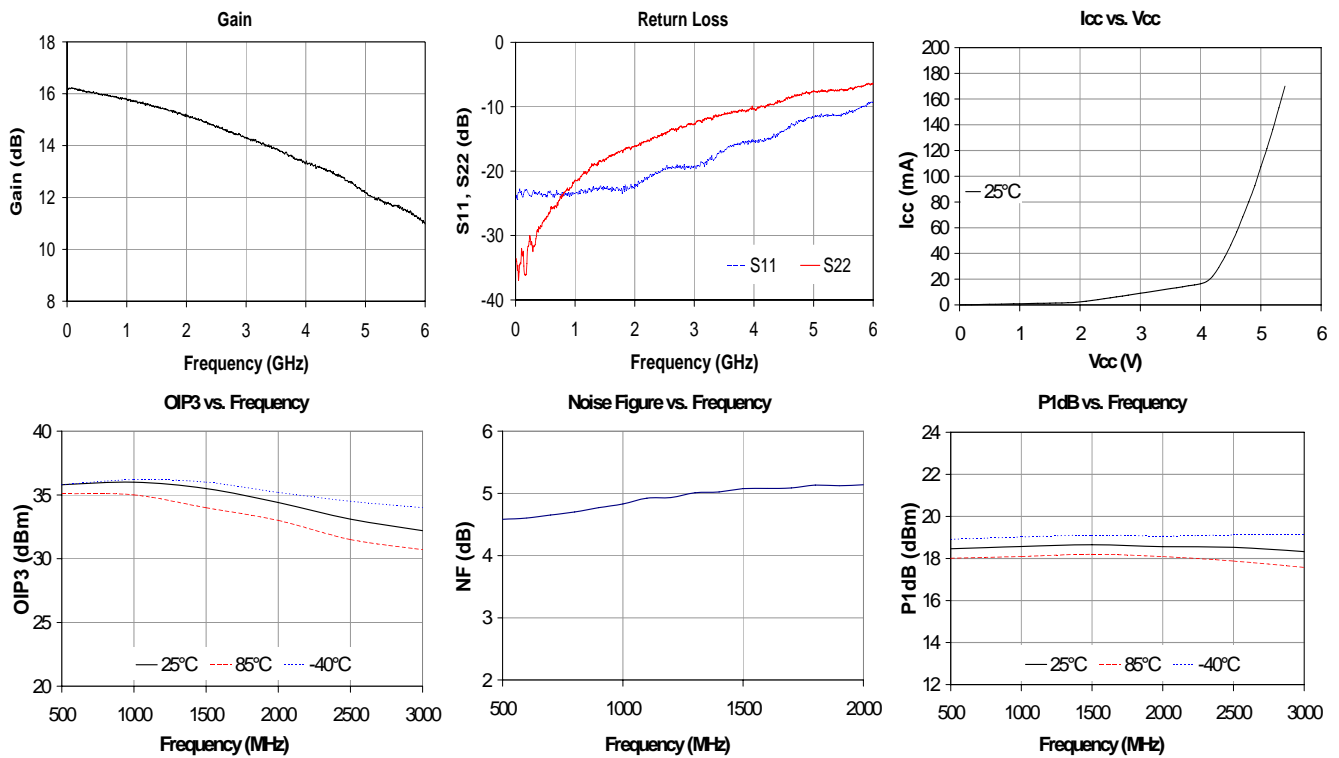 Gain
18
16
14
12
10
8
Gain (dB)
0 1 2 3 4 5 6
Frequency (GHz)
Return Loss
0
-10
-20
-30
-40
S11 , S22 (dB)
S11 S22
0 1 2 3 4 5 6
Frequency (GHz)
Icc vs. Vcc
200
180
160
140
120
100
80
60
40
20
0
Icc (mA)
25°C
0 1 2 3 4 5 6
Vcc (V)
OIP3 vs. Frequency
40
35
30
25
20
OIP3 (dBm)
25°C 85°C -40°C
500 1000 1500 2000 2500 3000
Frequency (MHz)
Noise Figure vs. Frequency
6
5
4
3
2
NF (dB)
500 1000 1500 2000
Frequency (MHz)
P1dB vs. Frequency
24
22
20
18
16
14
12
P1dB (dBm)
25°C 85°C -40°C
500 1000 1500 2000 2500 3000
Frequency (MHz)